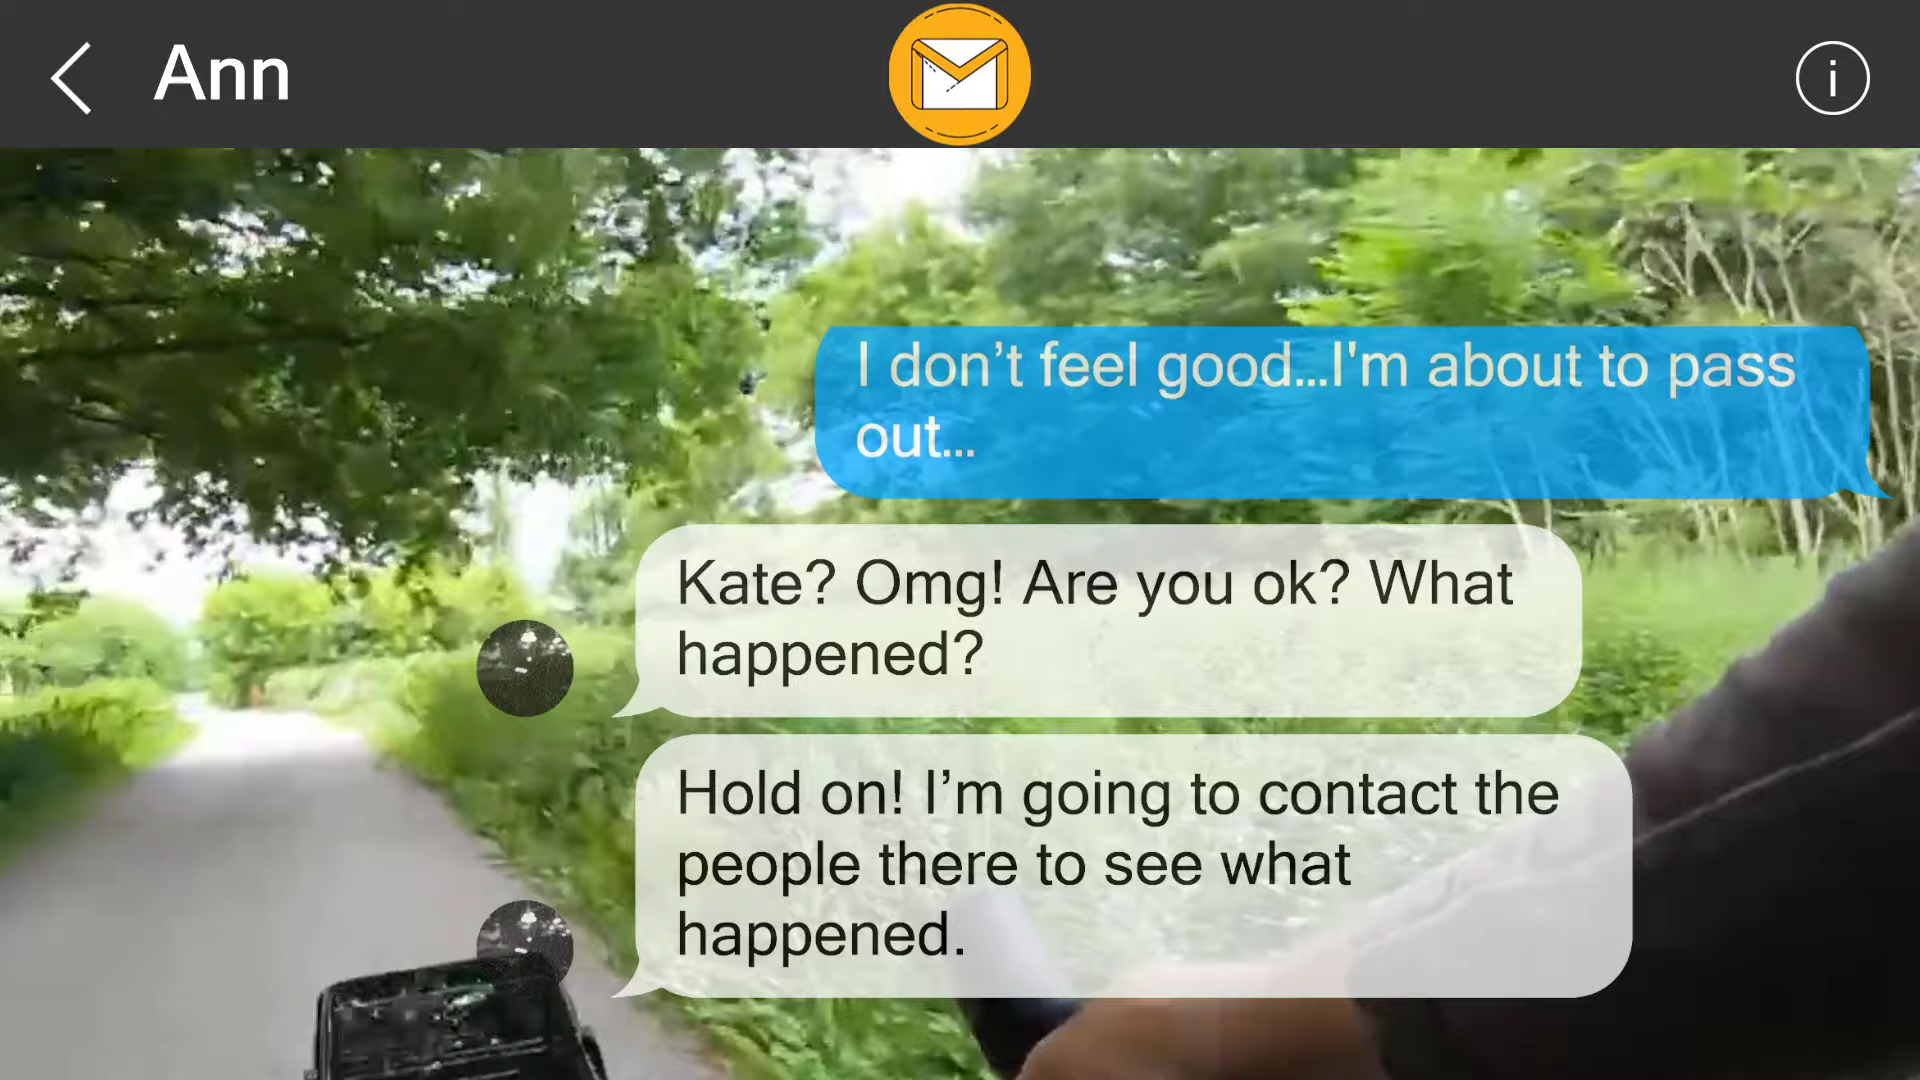 Ann
I don’t feel good...I'm about to pass
out...
Kate? Omg! Are you ok? What
happened?
Hold on! I’m going to contact the
people there to see what
happened.